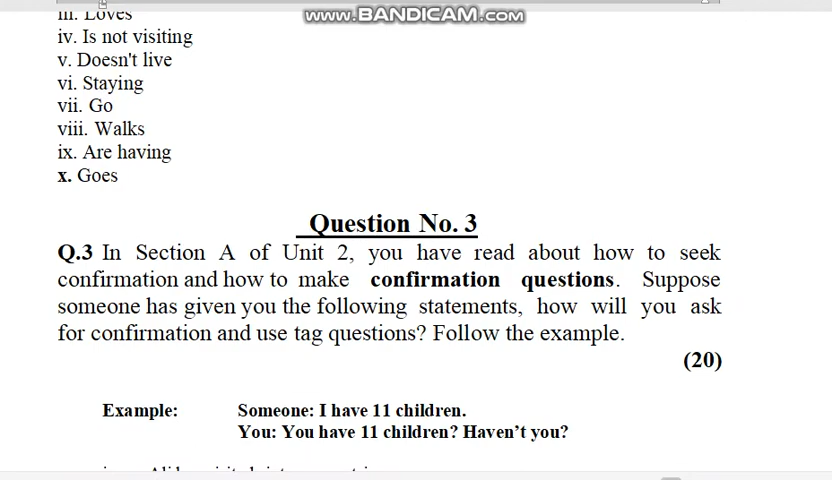 www.BANDICAM.com
iii. Loves
iv. Is not visiting
v. Doesn't live
vi. Staying
vii. Go
viii. Walks
ix. Are having
x. Goes
Question No. 3
Q.3 In Section A of Unit 2, you have read about how to seek
confirmation and how to make confirmation questions. Suppose
someone has given you the following statements, how will you ask
for confirmation and use tag questions? Follow the example.
(20)
Example: Someone: I have 11 children.
You: You have 11 children? Haven't you?